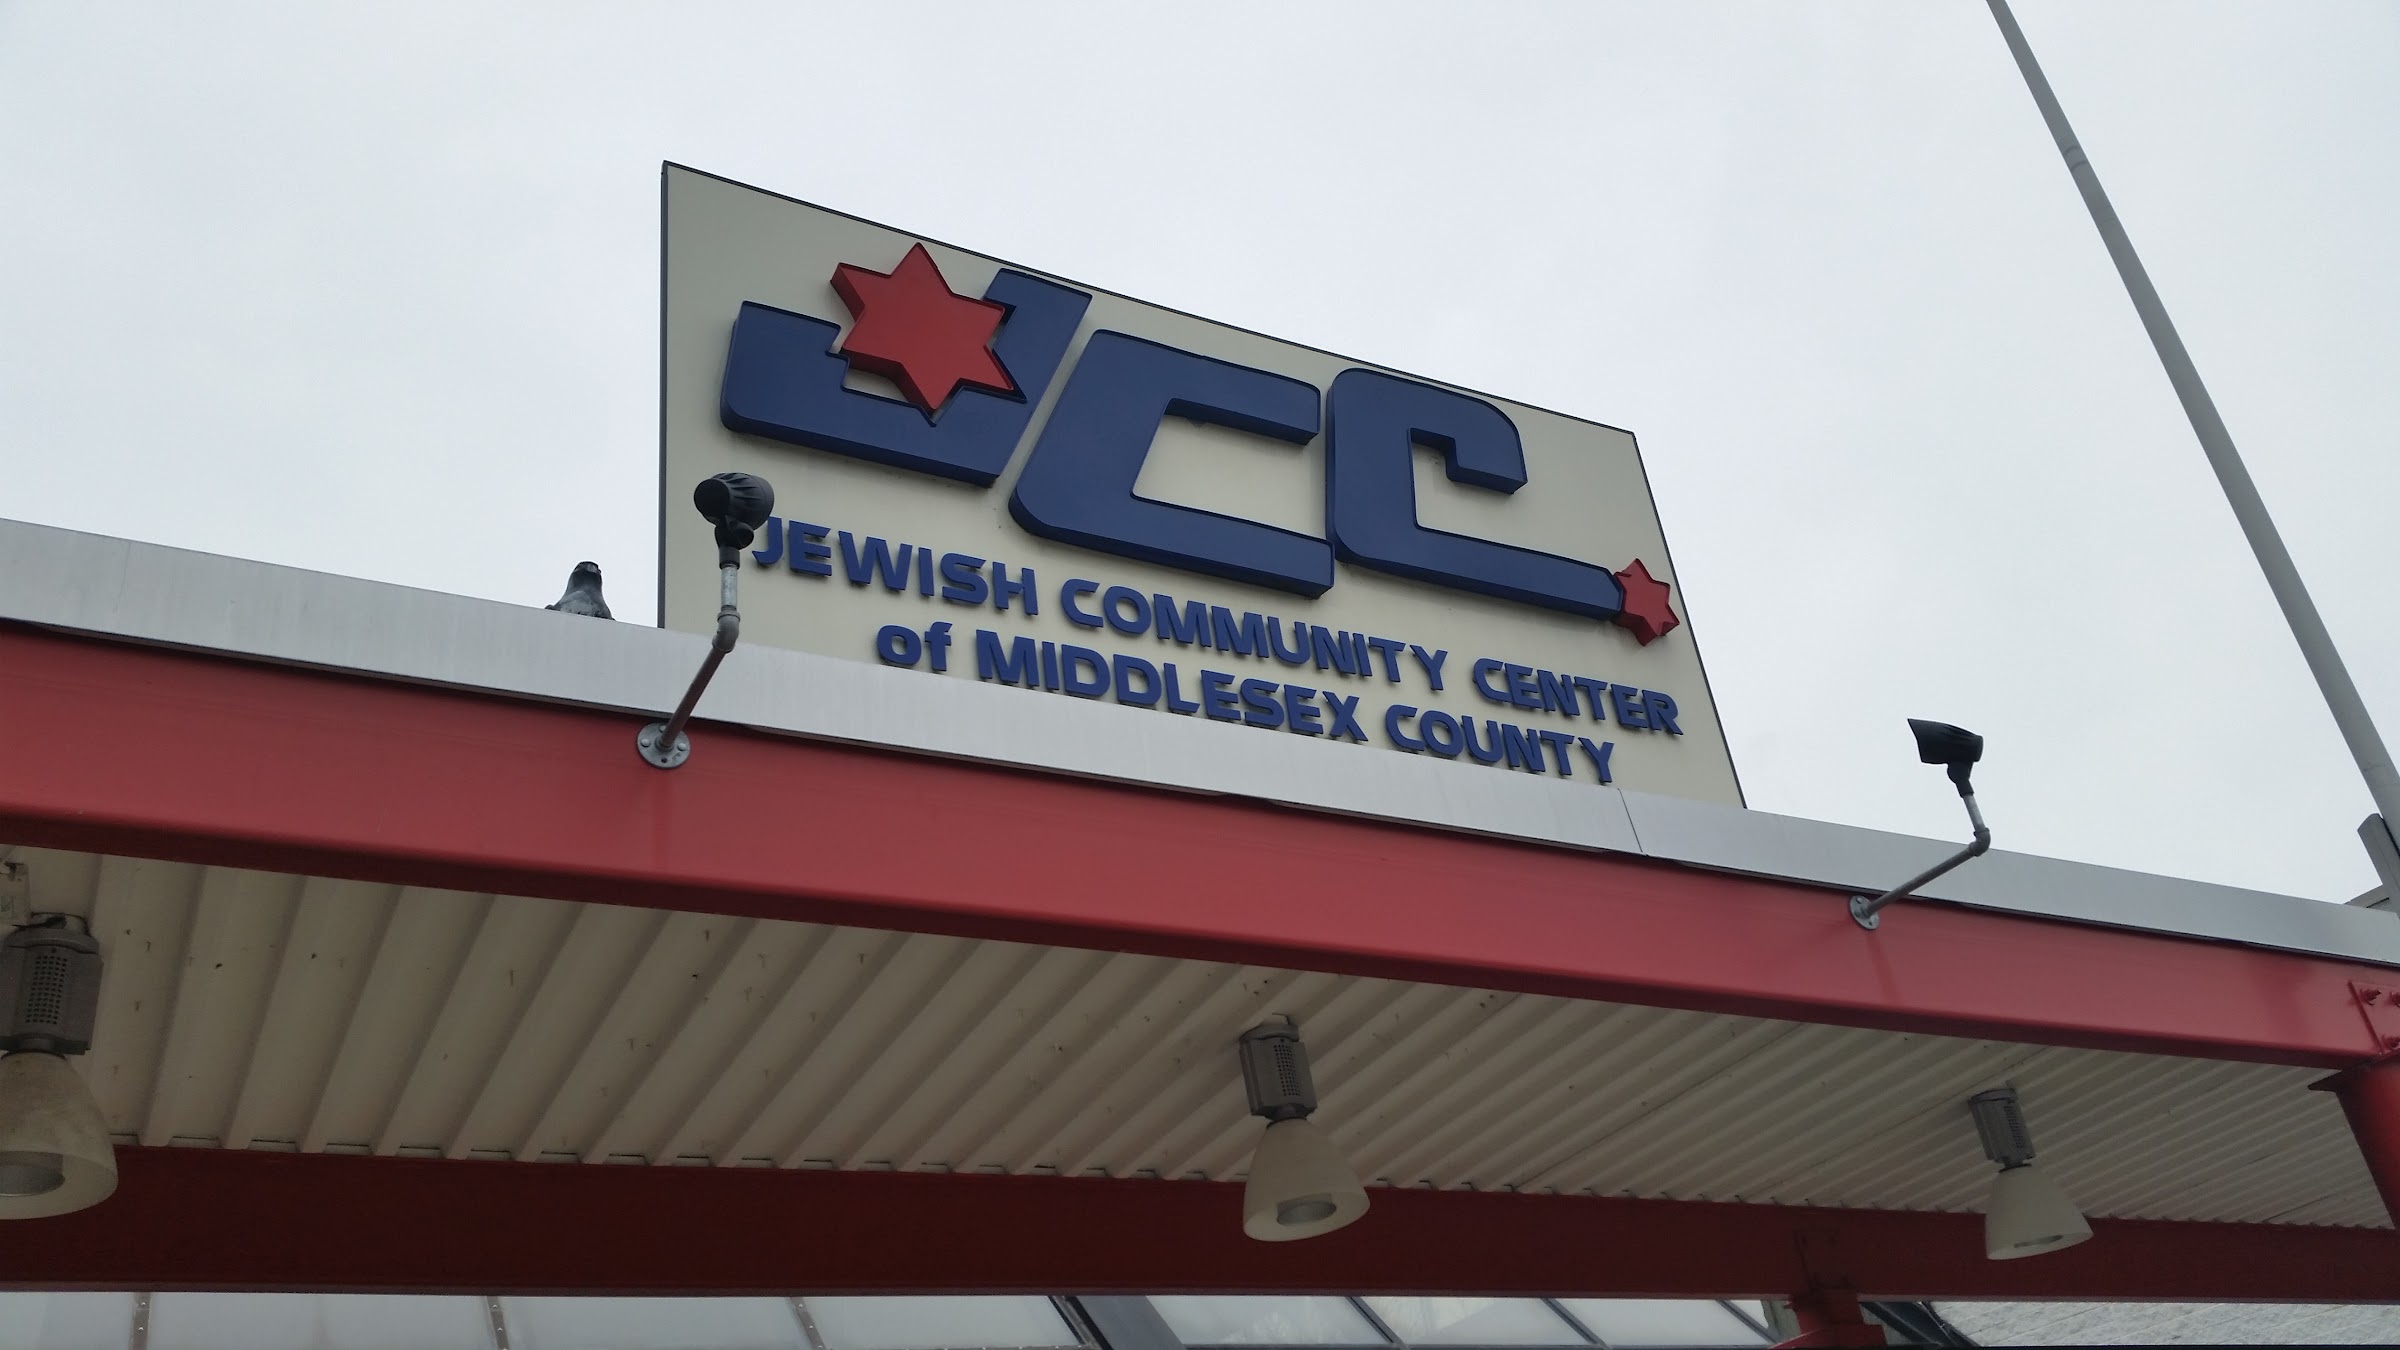 JCC
JEWISH COMMUNITY CENTER
of MIDDLESEX COUNTY